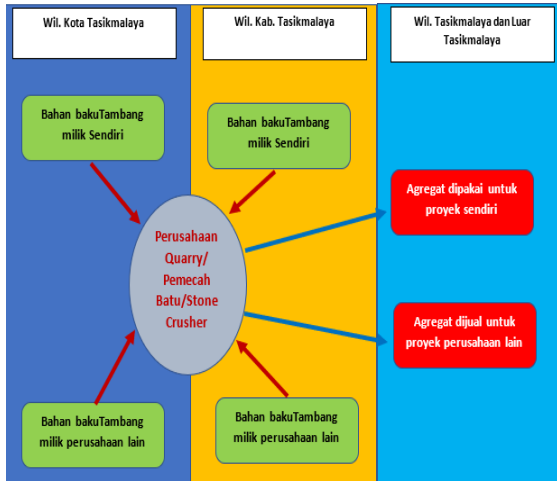 Wil. Kota Tasikmalaya
Wil. Kab. Tasikmalaya
Wil. Tasikmalaya dan Luar
Tasikmalaya
Bahan bakuTambang
milik Sendiri
Bahan bakuTambang
milik Sendiri
Agregat dipakai untuk
proyek sendiri
Perusahaan
Quarry/
Pemecah
Batu/Stone
Crusher
Agregat dijual untuk
proyek perusahaan lain
Bahan bakuTambang
milik perusahaan lain
Bahan bakuTambang
milik perusahaan lain